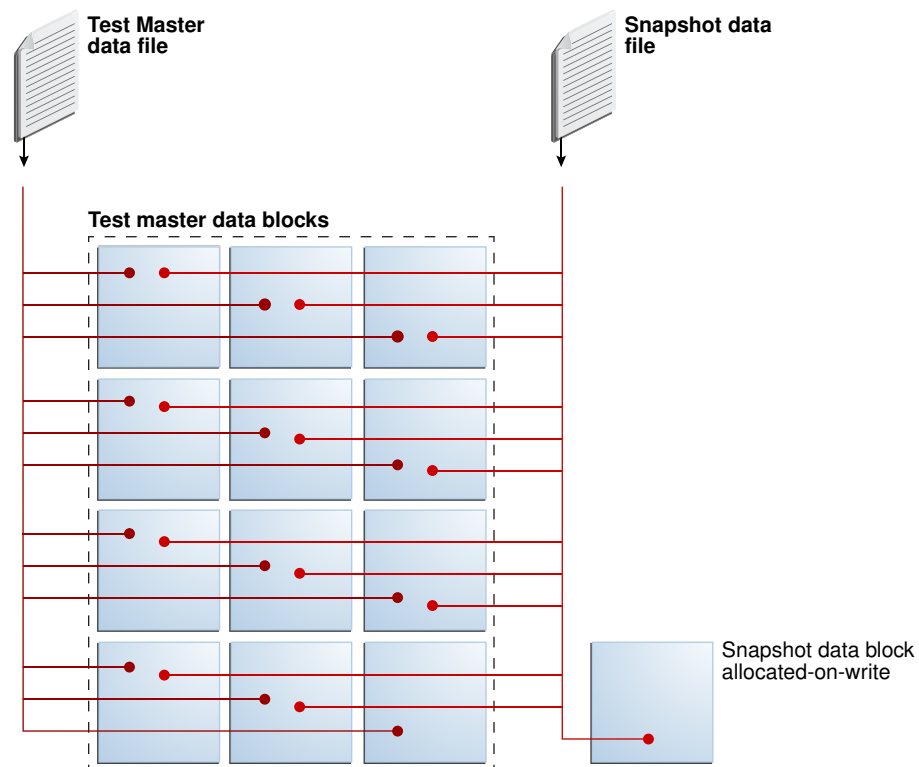 Test Master
data file
Snapshot data
file
Test master data blocks
Snapshot data block
allocated-on-write